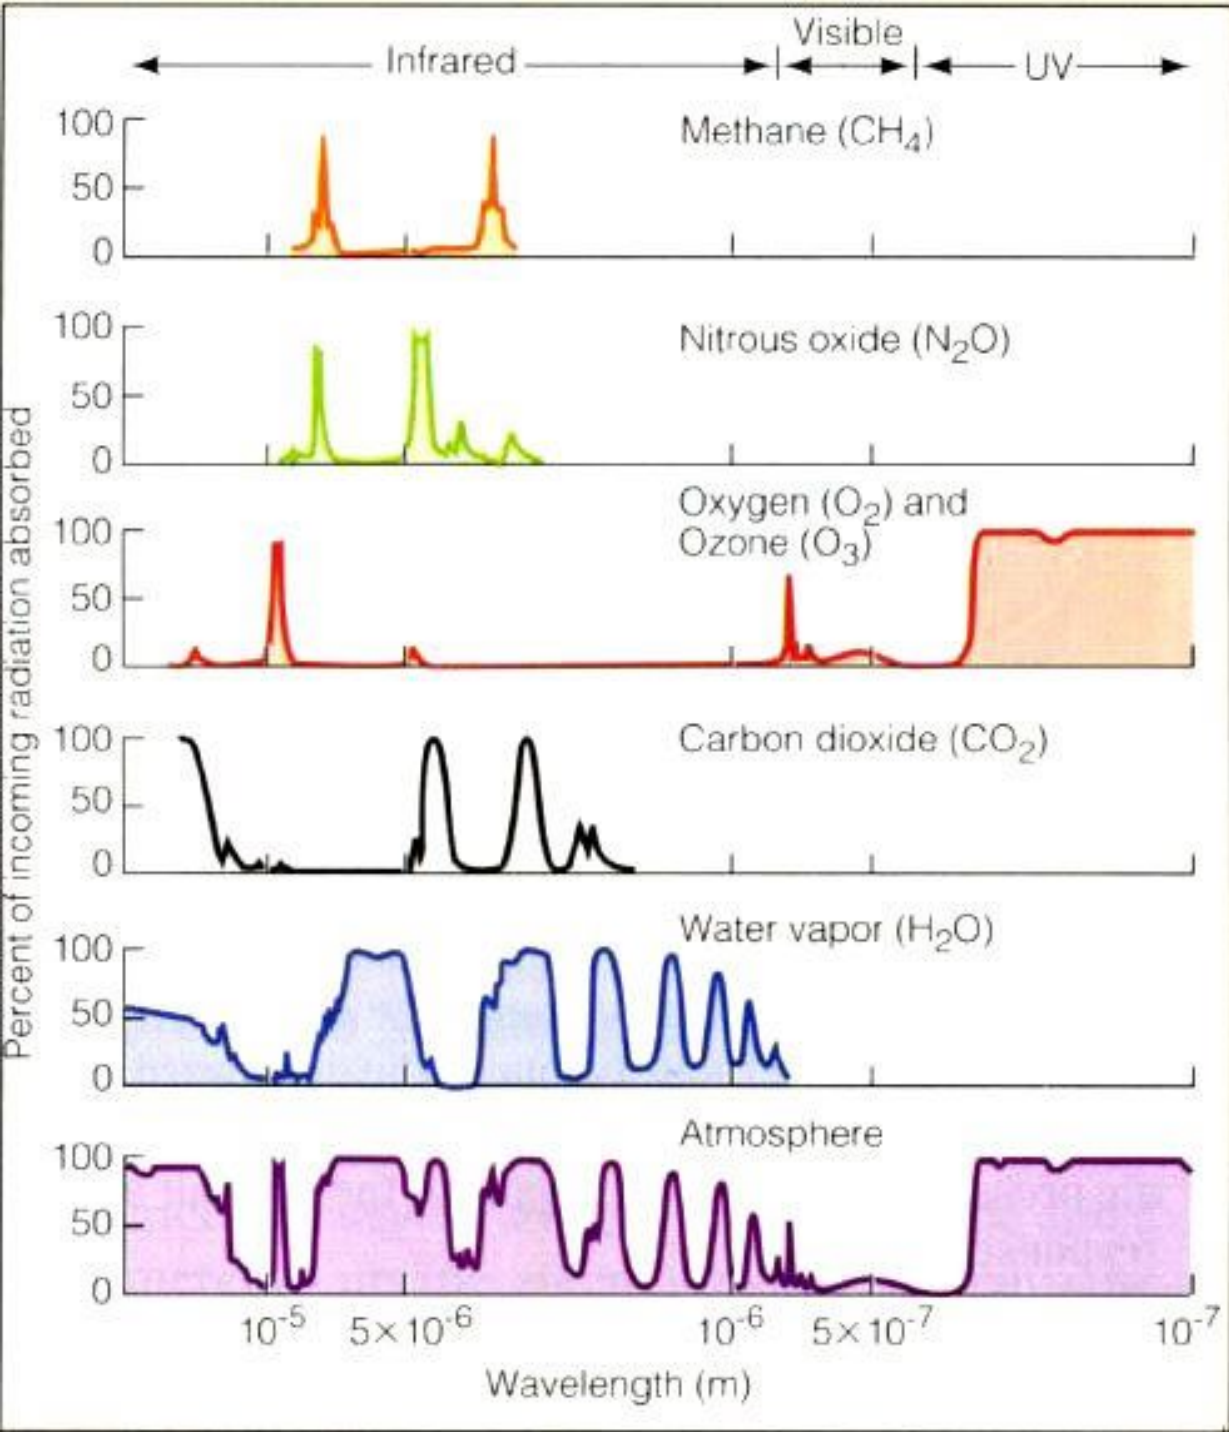 Visible
Infrared UV
Methane (CH₄)
100
50
0
Nitrous oxide (N₂O)
100
50
0
Oxygen (O₂) and
Ozone (O₃)
100
50
0
Carbon dioxide (CO₂)
100
50
0
Water vapor (H₂O)
100
50
0
Atmosphere
100
50
0
Percent of incoming radiation absorbed
10⁻⁵ 5×10⁻⁶ 10⁻⁶ 5×10⁻⁷ 10⁻⁷
Wavelength (m)